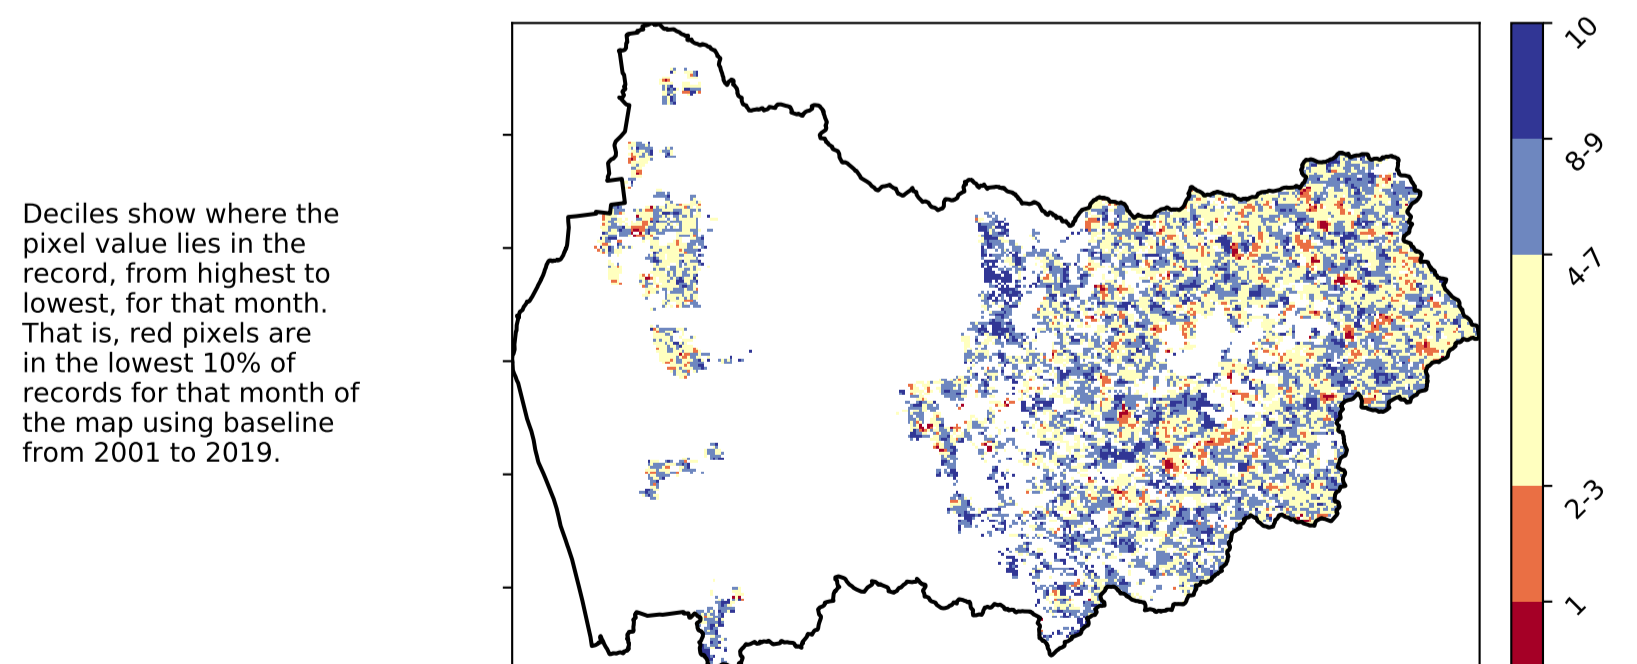 Deciles show where the
pixel value lies in the
record, from highest to
lowest, for that month.
That is, red pixels are
in the lowest 10% of
records for that month of
the map using baseline
from 2001 to 2019.
10
8-9
4-7
2-3
1